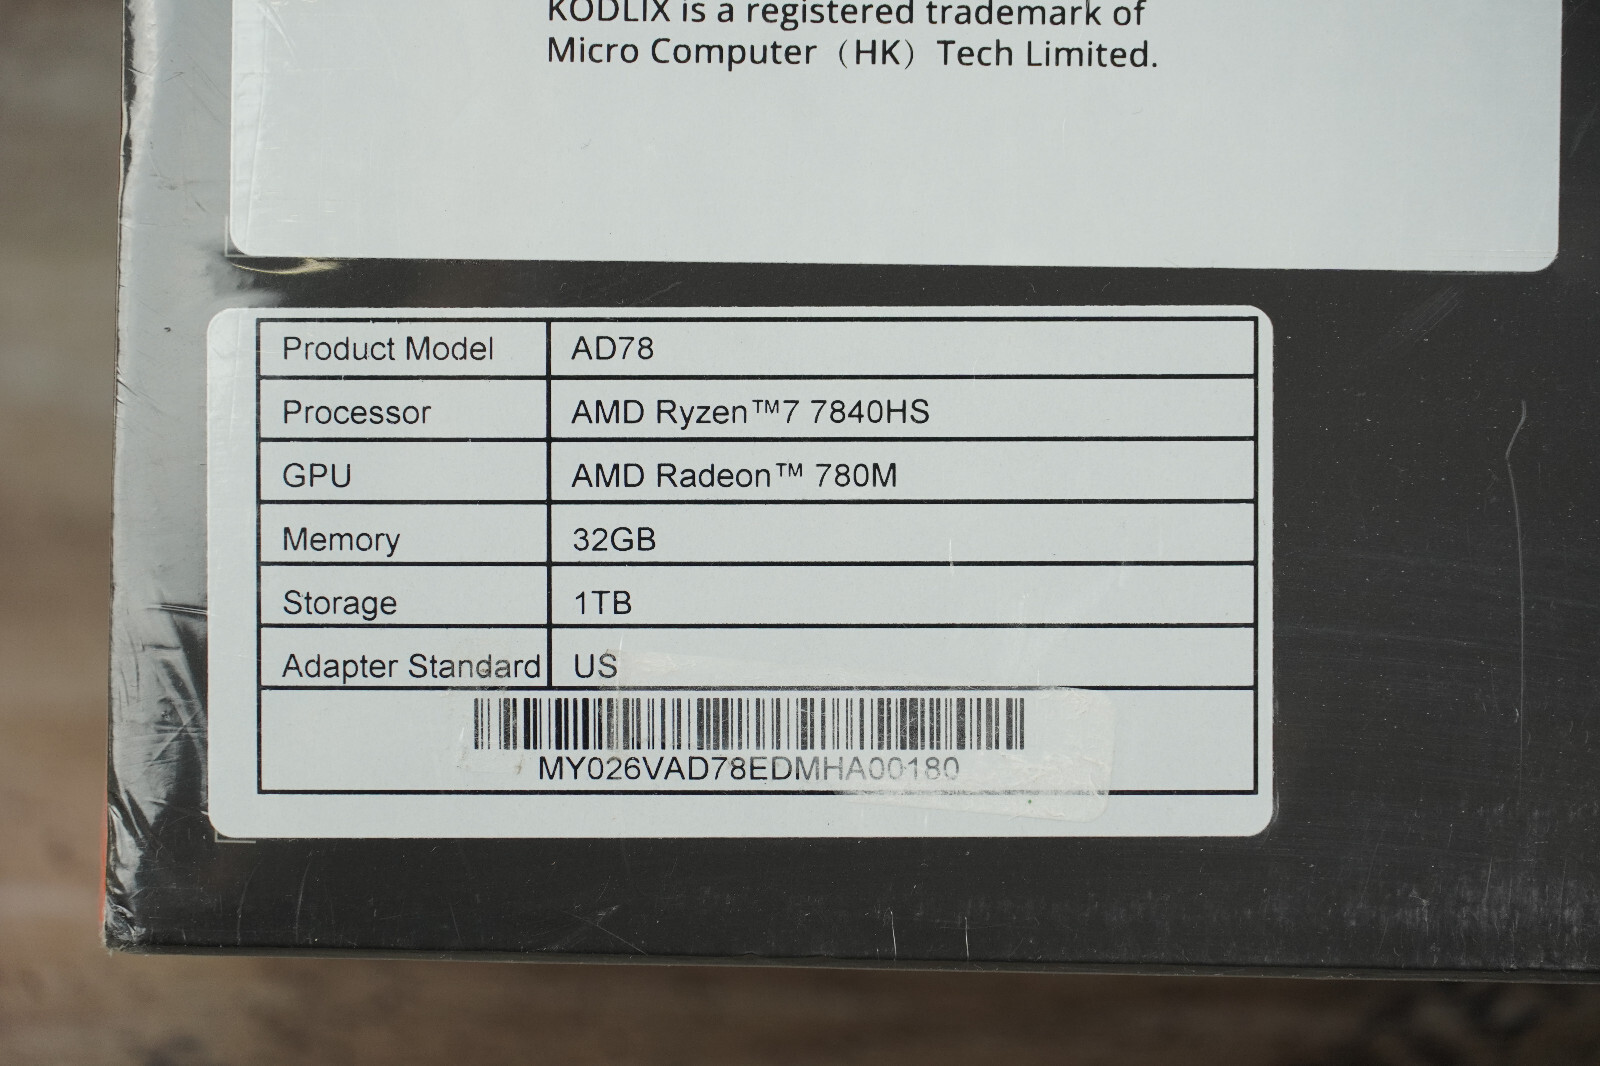 KODLIX is a registered trademark of
Micro Computer（HK）Tech Limited.
Product Model AD78
Processor AMD Ryzen™7 7840HS
GPU AMD Radeon™ 780M
Memory 32GB
Storage 1TB
Adapter Standard US
MY026VAD78EDMHA00180